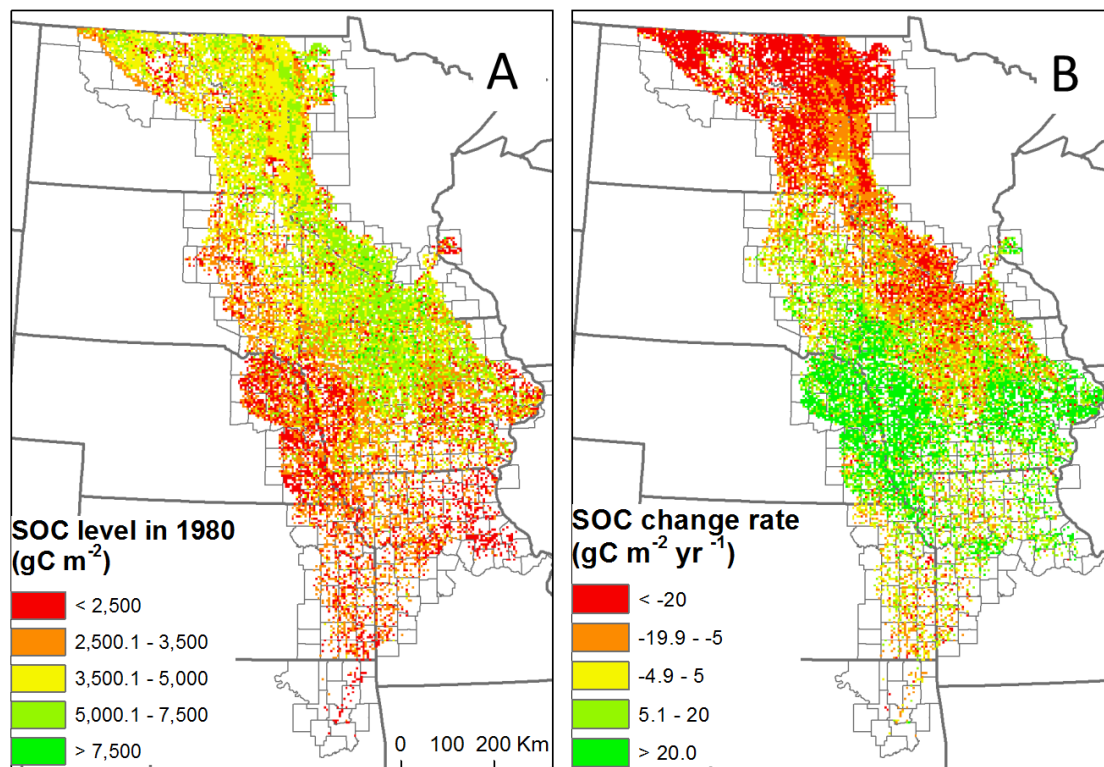 A
SOC level in 1980
(gC m⁻²)
< 2,500
2,500.1 - 3,500
3,500.1 - 5,000
5,000.1 - 7,500
> 7,500
0 100 200 Km
B
SOC change rate
(gC m⁻² yr ⁻¹)
< -20
-19.9 - -5
-4.9 - 5
5.1 - 20
> 20.0